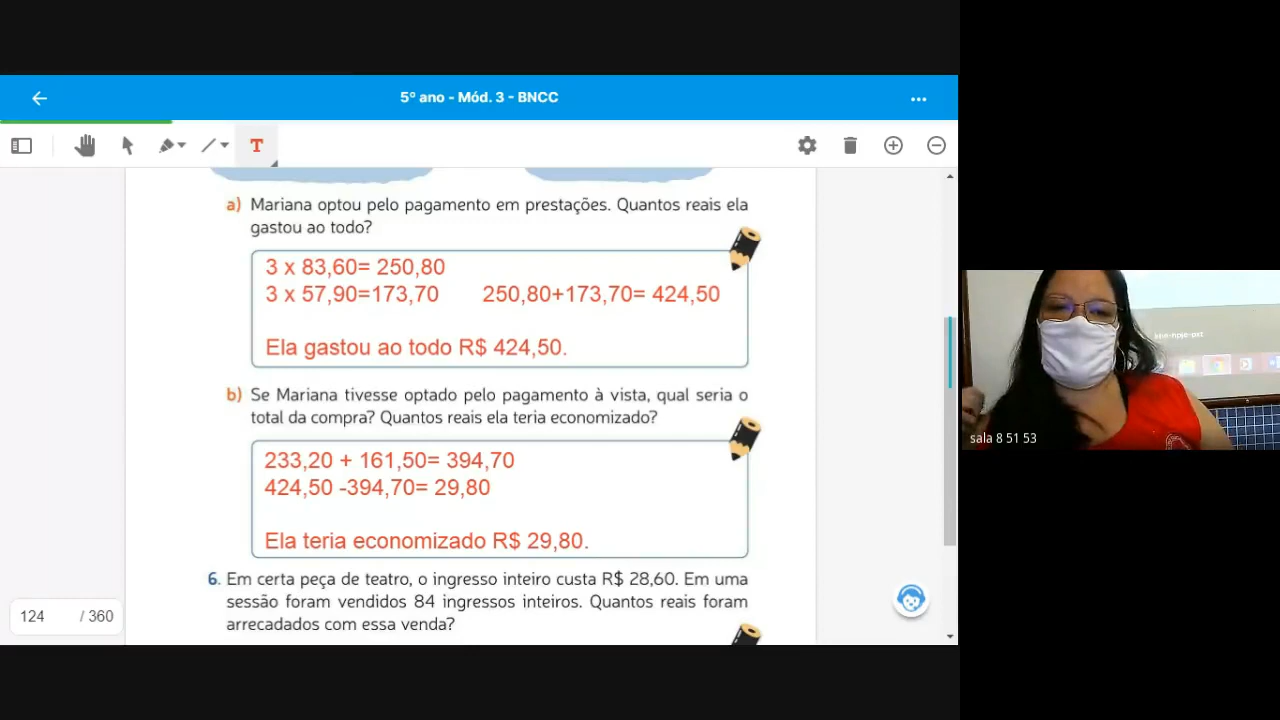 5º ano - Mód. 3 - BNCC
T
a) Mariana optou pelo pagamento em prestações. Quantos reais ela
gastou ao todo?
3 x 83,60= 250,80
3 x 57,90=173,70 250,80+173,70= 424,50
Ela gastou ao todo R$ 424,50.
b) Se Mariana tivesse optado pelo pagamento à vista, qual seria o
total da compra? Quantos reais ela teria economizado?
233,20 + 161,50= 394,70
424,50 -394,70= 29,80
Ela teria economizado R$ 29,80.
6. Em certa peça de teatro, o ingresso inteiro custa R$ 28,60. Em uma
sessão foram vendidos 84 ingressos inteiros. Quantos reais foram
arrecadados com essa venda?
124 / 360
sala 8 51 53